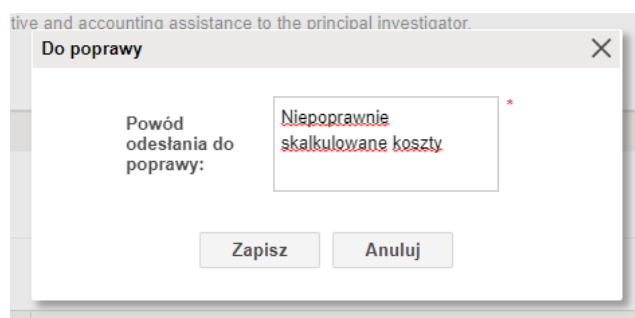 tive and accounting assistance to the principal investigator.
Do poprawy
Powód
odesłania do
poprawy:
Niepoprawnie
skalkulowane koszty
*
Zapisz
Anuluj